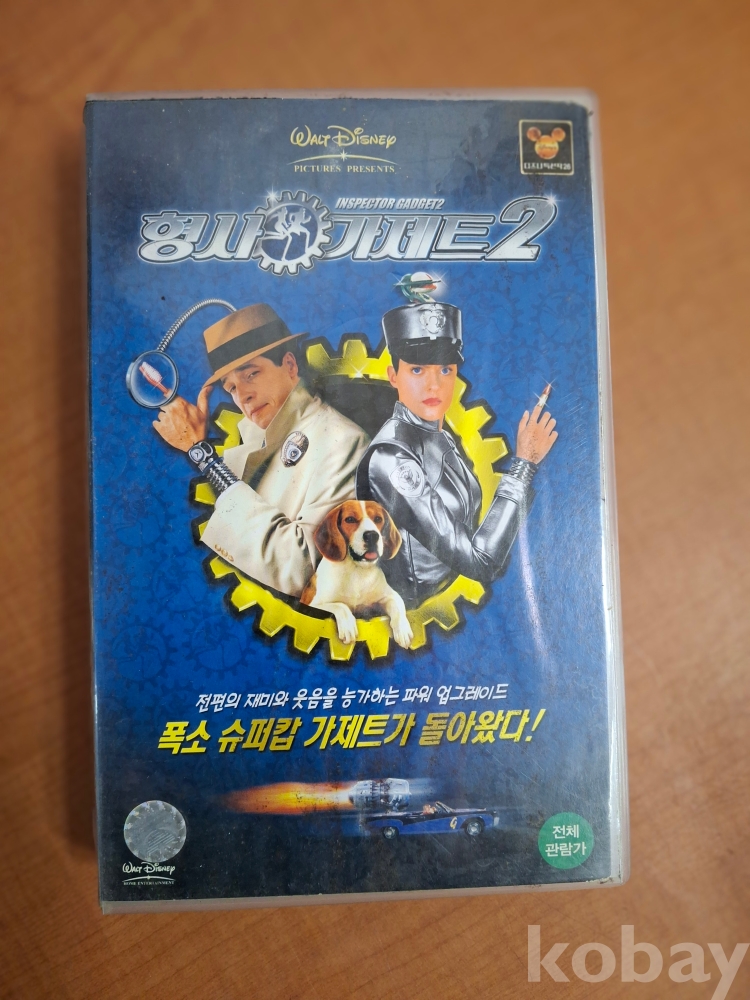 WALT DISNEY
PICTURES PRESENTS
INSPECTOR GADGET2
형사 가제트2
전편의 재미와 웃음을 능가하는 파워 업그레이드
폭소 슈퍼캅 가제트가 돌아왔다!
G
전체
관람가
WALT DISNEY
HOME ENTERTAINMENT
kobay